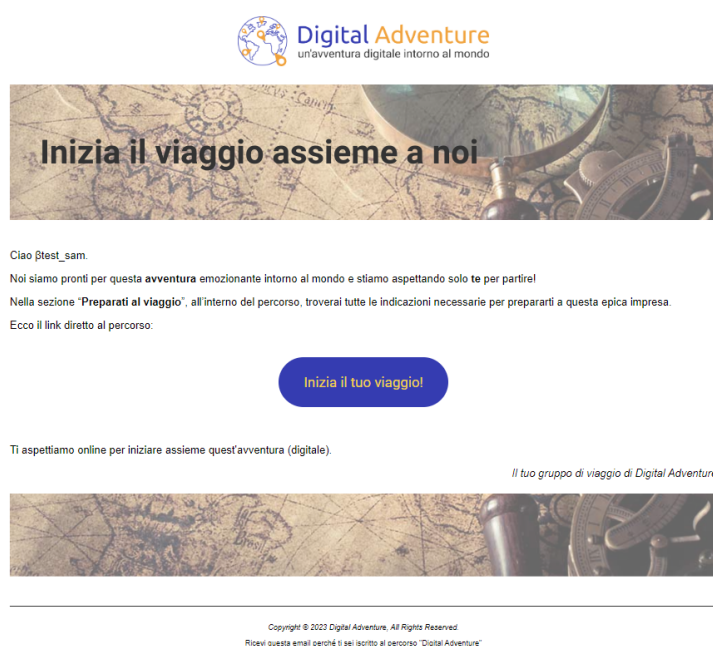 Digital Adventure
un'avventura digitale intorno al mondo
Inizia il viaggio assieme a noi
Ciao βtest_sam.
Noi siamo pronti per questa avventura emozionante intorno al mondo e stiamo aspettando solo te per partire!
Nella sezione “Preparati al viaggio”, all’interno del percorso, troverai tutte le indicazioni necessarie per prepararti a questa epica impresa.
Ecco il link diretto al percorso:
Inizia il tuo viaggio!
Ti aspettiamo online per iniziare assieme quest'avventura (digitale).
Il tuo gruppo di viaggio di Digital Adventure
Copyright © 2023 Digital Adventure, All Rights Reserved.
Ricevi questa email perché ti sei iscritto al percorso "Digital Adventure"